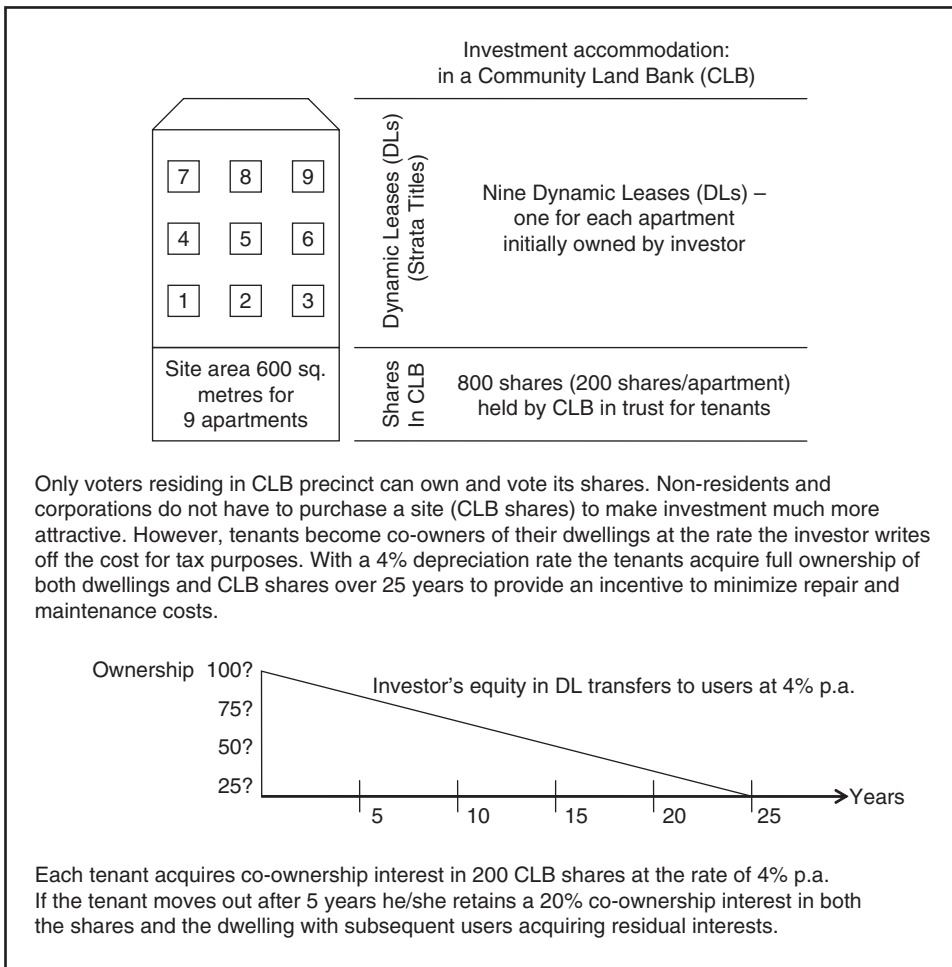 Investment accommodation:
in a Community Land Bank (CLB)
7 8 9
4 5 6
1 2 3
Dynamic Leases (DLs)
(Strata Titles)
Nine Dynamic Leases (DLs) –
one for each apartment
initially owned by investor
Site area 600 sq.
metres for
9 apartments
Shares
In CLB
800 shares (200 shares/apartment)
held by CLB in trust for tenants
Only voters residing in CLB precinct can own and vote its shares. Non-residents and
corporations do not have to purchase a site (CLB shares) to make investment much more
attractive. However, tenants become co-owners of their dwellings at the rate the investor writes
off the cost for tax purposes. With a 4% depreciation rate the tenants acquire full ownership of
both dwellings and CLB shares over 25 years to provide an incentive to minimize repair and
maintenance costs.
Ownership 100?
Investor's equity in DL transfers to users at 4% p.a.
75?
50?
25?
Years
5 10 15 20 25
Each tenant acquires co-ownership interest in 200 CLB shares at the rate of 4% p.a.
If the tenant moves out after 5 years he/she retains a 20% co-ownership interest in both
the shares and the dwelling with subsequent users acquiring residual interests.